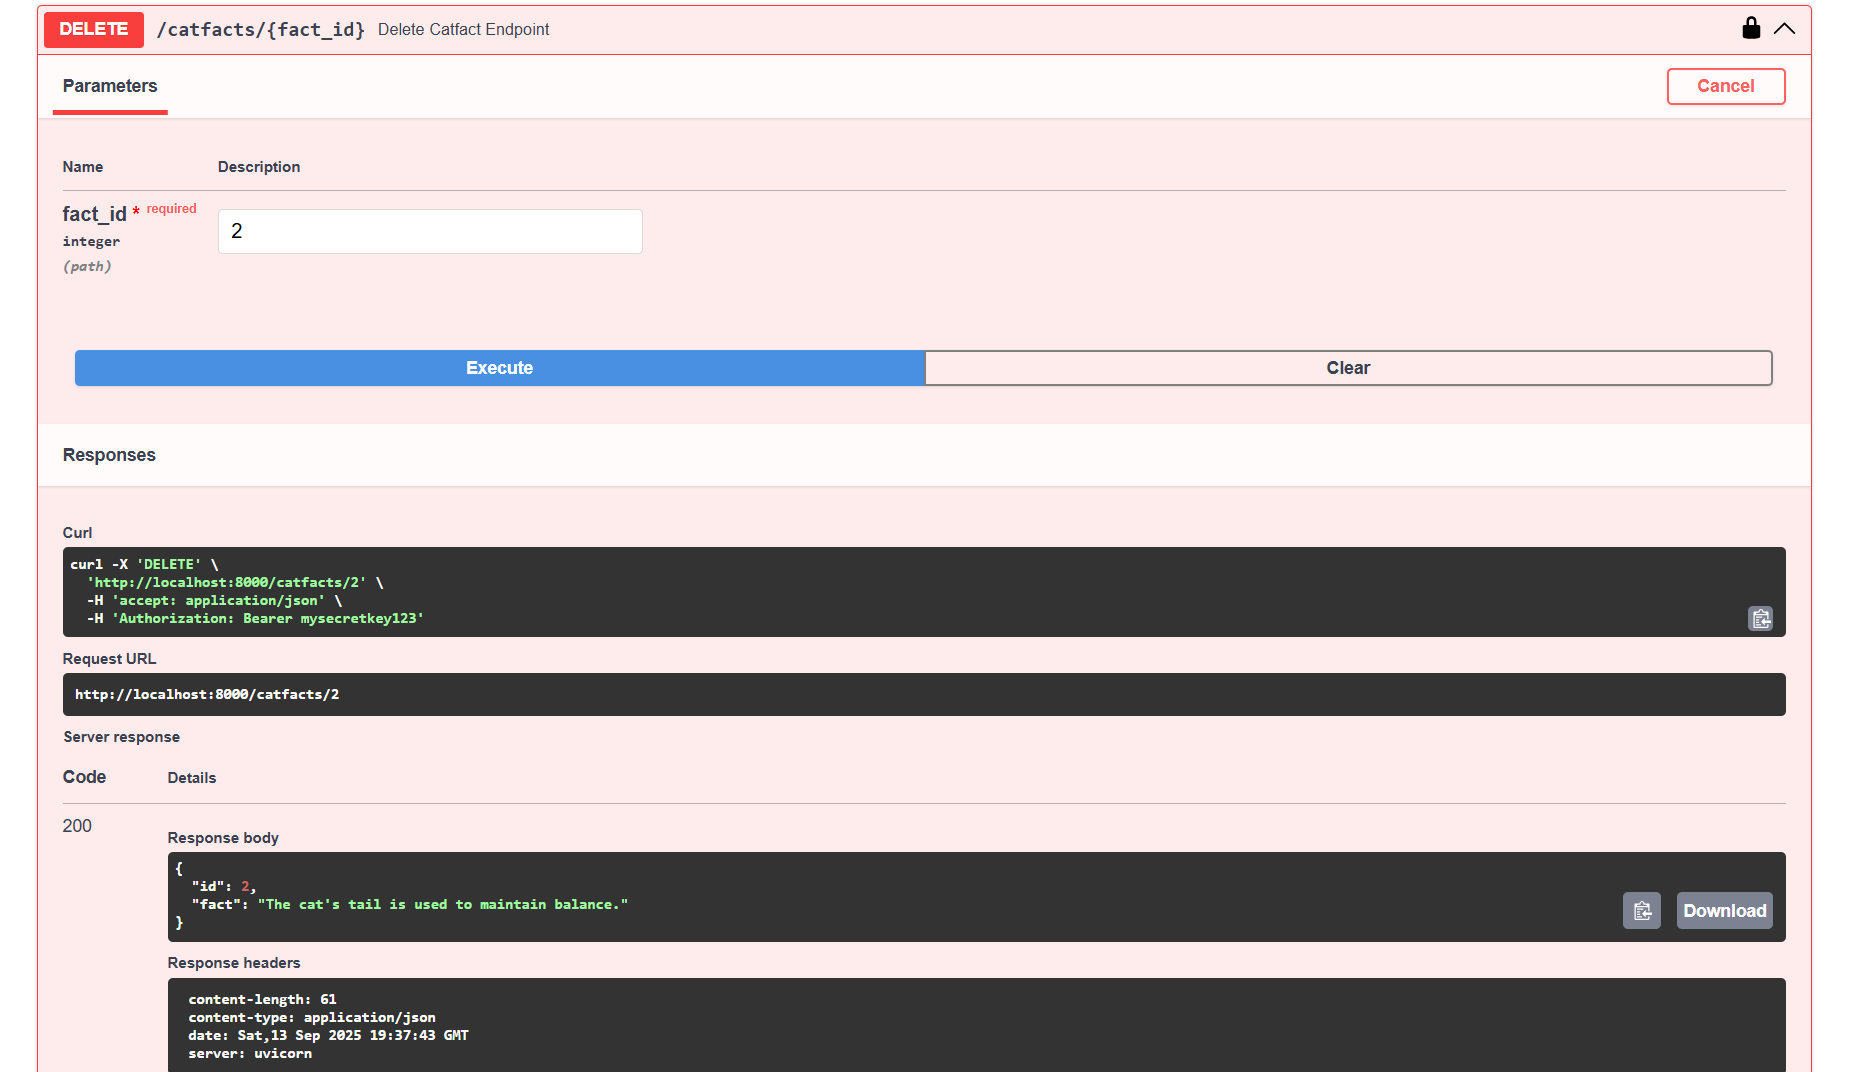 DELETE /catfacts/{fact_id} Delete Catfact Endpoint
Parameters
Cancel
Name Description
fact_id * required
integer
(path)
2
Execute Clear
Responses
Curl
curl -X 'DELETE' \
  'http://localhost:8000/catfacts/2' \
  -H 'accept: application/json' \
  -H 'Authorization: Bearer mysecretkey123'
Request URL
http://localhost:8000/catfacts/2
Server response
Code Details
200
Response body
{
  "id": 2,
  "fact": "The cat's tail is used to maintain balance."
}
Download
Response headers
content-length: 61
content-type: application/json
date: Sat,13 Sep 2025 19:37:43 GMT
server: uvicorn